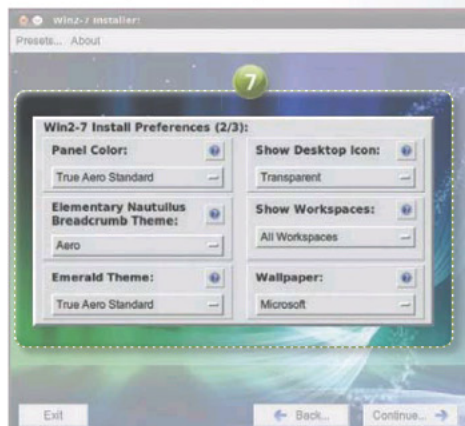 Win2-7 Installer:
Presets... About
7
Win2-7 Install Preferences (2/3):
Panel Color:
True Aero Standard
Show Desktop Icon:
Transparent
Elementary Nautullus
Breadcrumb Theme:
Aero
Show Workspaces:
All Workspaces
Emerald Theme:
True Aero Standard
Wallpaper:
Microsoft
Exit
Back...
Continue...